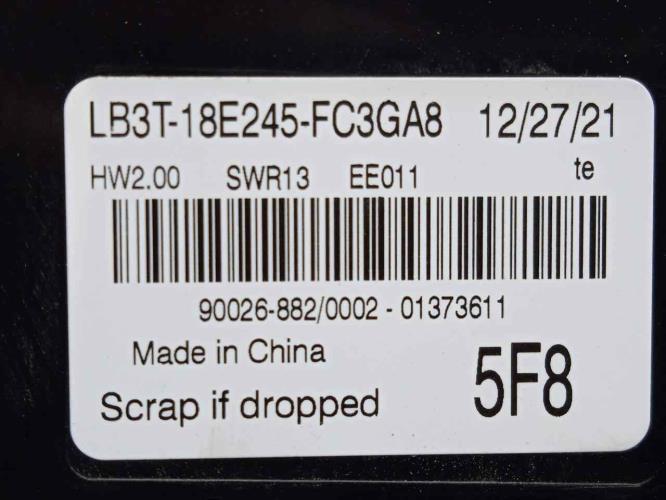 LB3T-18E245-FC3GA8 12/27/21
HW2.00 SWR13 EE011 te
90026-882/0002 - 01373611
Made in China
Scrap if dropped 5F8